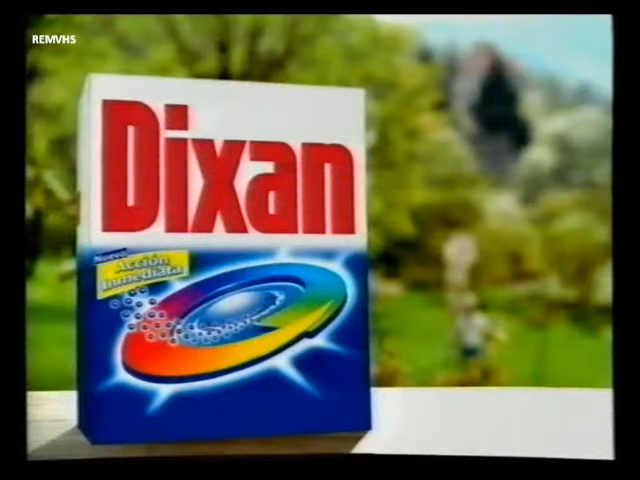 REMVHS
Dixan
Nuevo
Acción
Inmediata